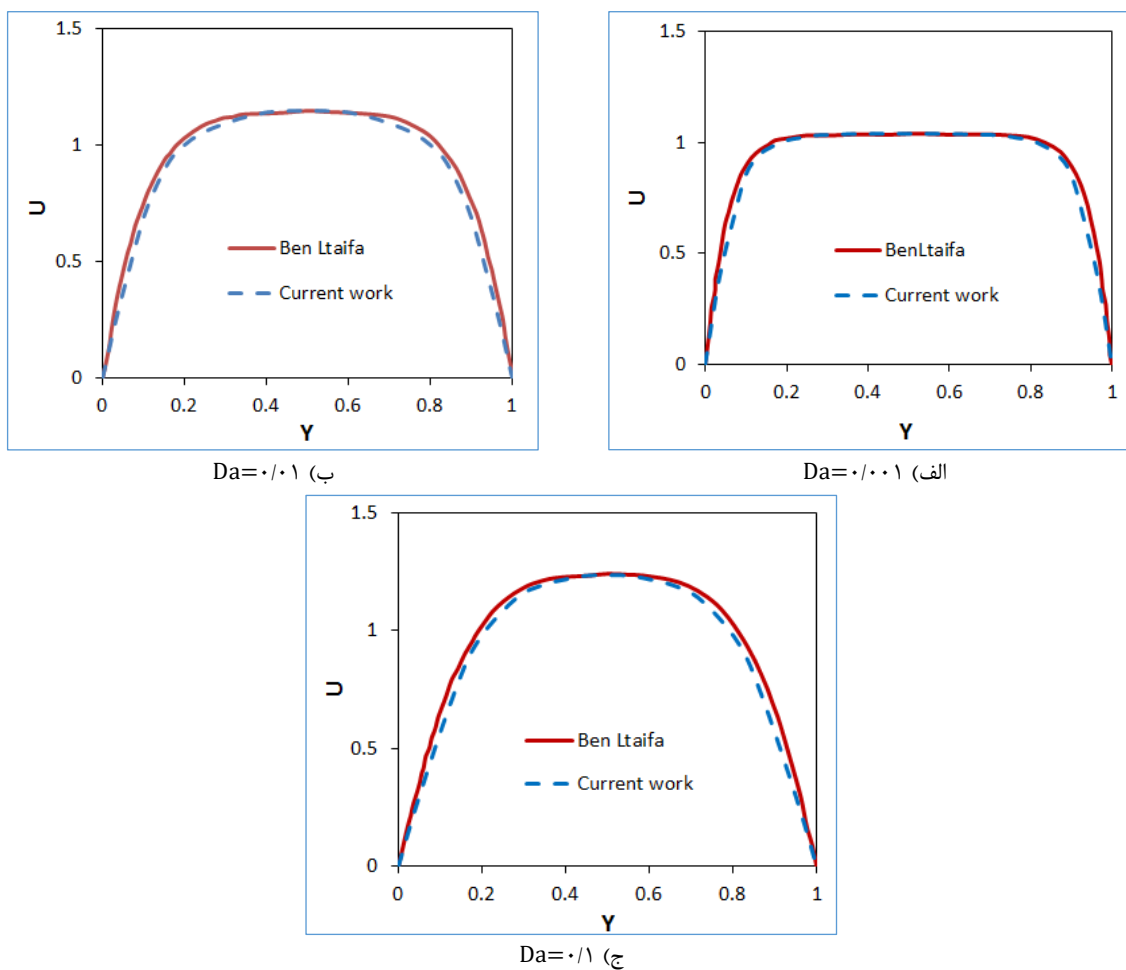 1.5
1
0.5
0
U
Ben Ltaifa
Current work
0 0.2 0.4 0.6 0.8 1
Y
ب) Da=۰/۰۱
1.5
1
0.5
0
U
BenLtaifa
Current work
0 0.2 0.4 0.6 0.8 1
Y
الف) Da=۰/۰۰۱
1.5
1
0.5
0
U
Ben Ltaifa
Current work
0 0.2 0.4 0.6 0.8 1
Y
ج) Da=۰/۱